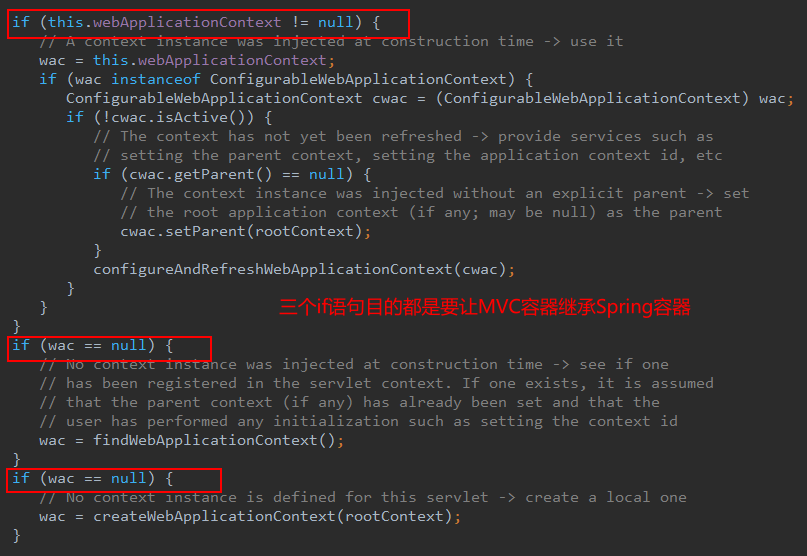 if (this.webApplicationContext != null) {
// A context instance was injected at construction time -> use it
wac = this.webApplicationContext;
if (wac instanceof ConfigurableWebApplicationContext) {
ConfigurableWebApplicationContext cwac = (ConfigurableWebApplicationContext) wac;
if (!cwac.isActive()) {
// The context has not yet been refreshed -> provide services such as
// setting the parent context, setting the application context id, etc
if (cwac.getParent() == null) {
// The context instance was injected without an explicit parent -> set
// the root application context (if any; may be null) as the parent
cwac.setParent(rootContext);
}
configureAndRefreshWebApplicationContext(cwac);
}
三个if语句目的都是要让MVC容器继承Spring容器
}
}
if (wac == null) {
// No context instance was injected at construction time -> see if one
// has been registered in the servlet context. If one exists, it is assumed
// that the parent context (if any) has already been set and that the
// user has performed any initialization such as setting the context id
wac = findWebApplicationContext();
}
if (wac == null) {
// No context instance is defined for this servlet -> create a local one
wac = createWebApplicationContext(rootContext);
}